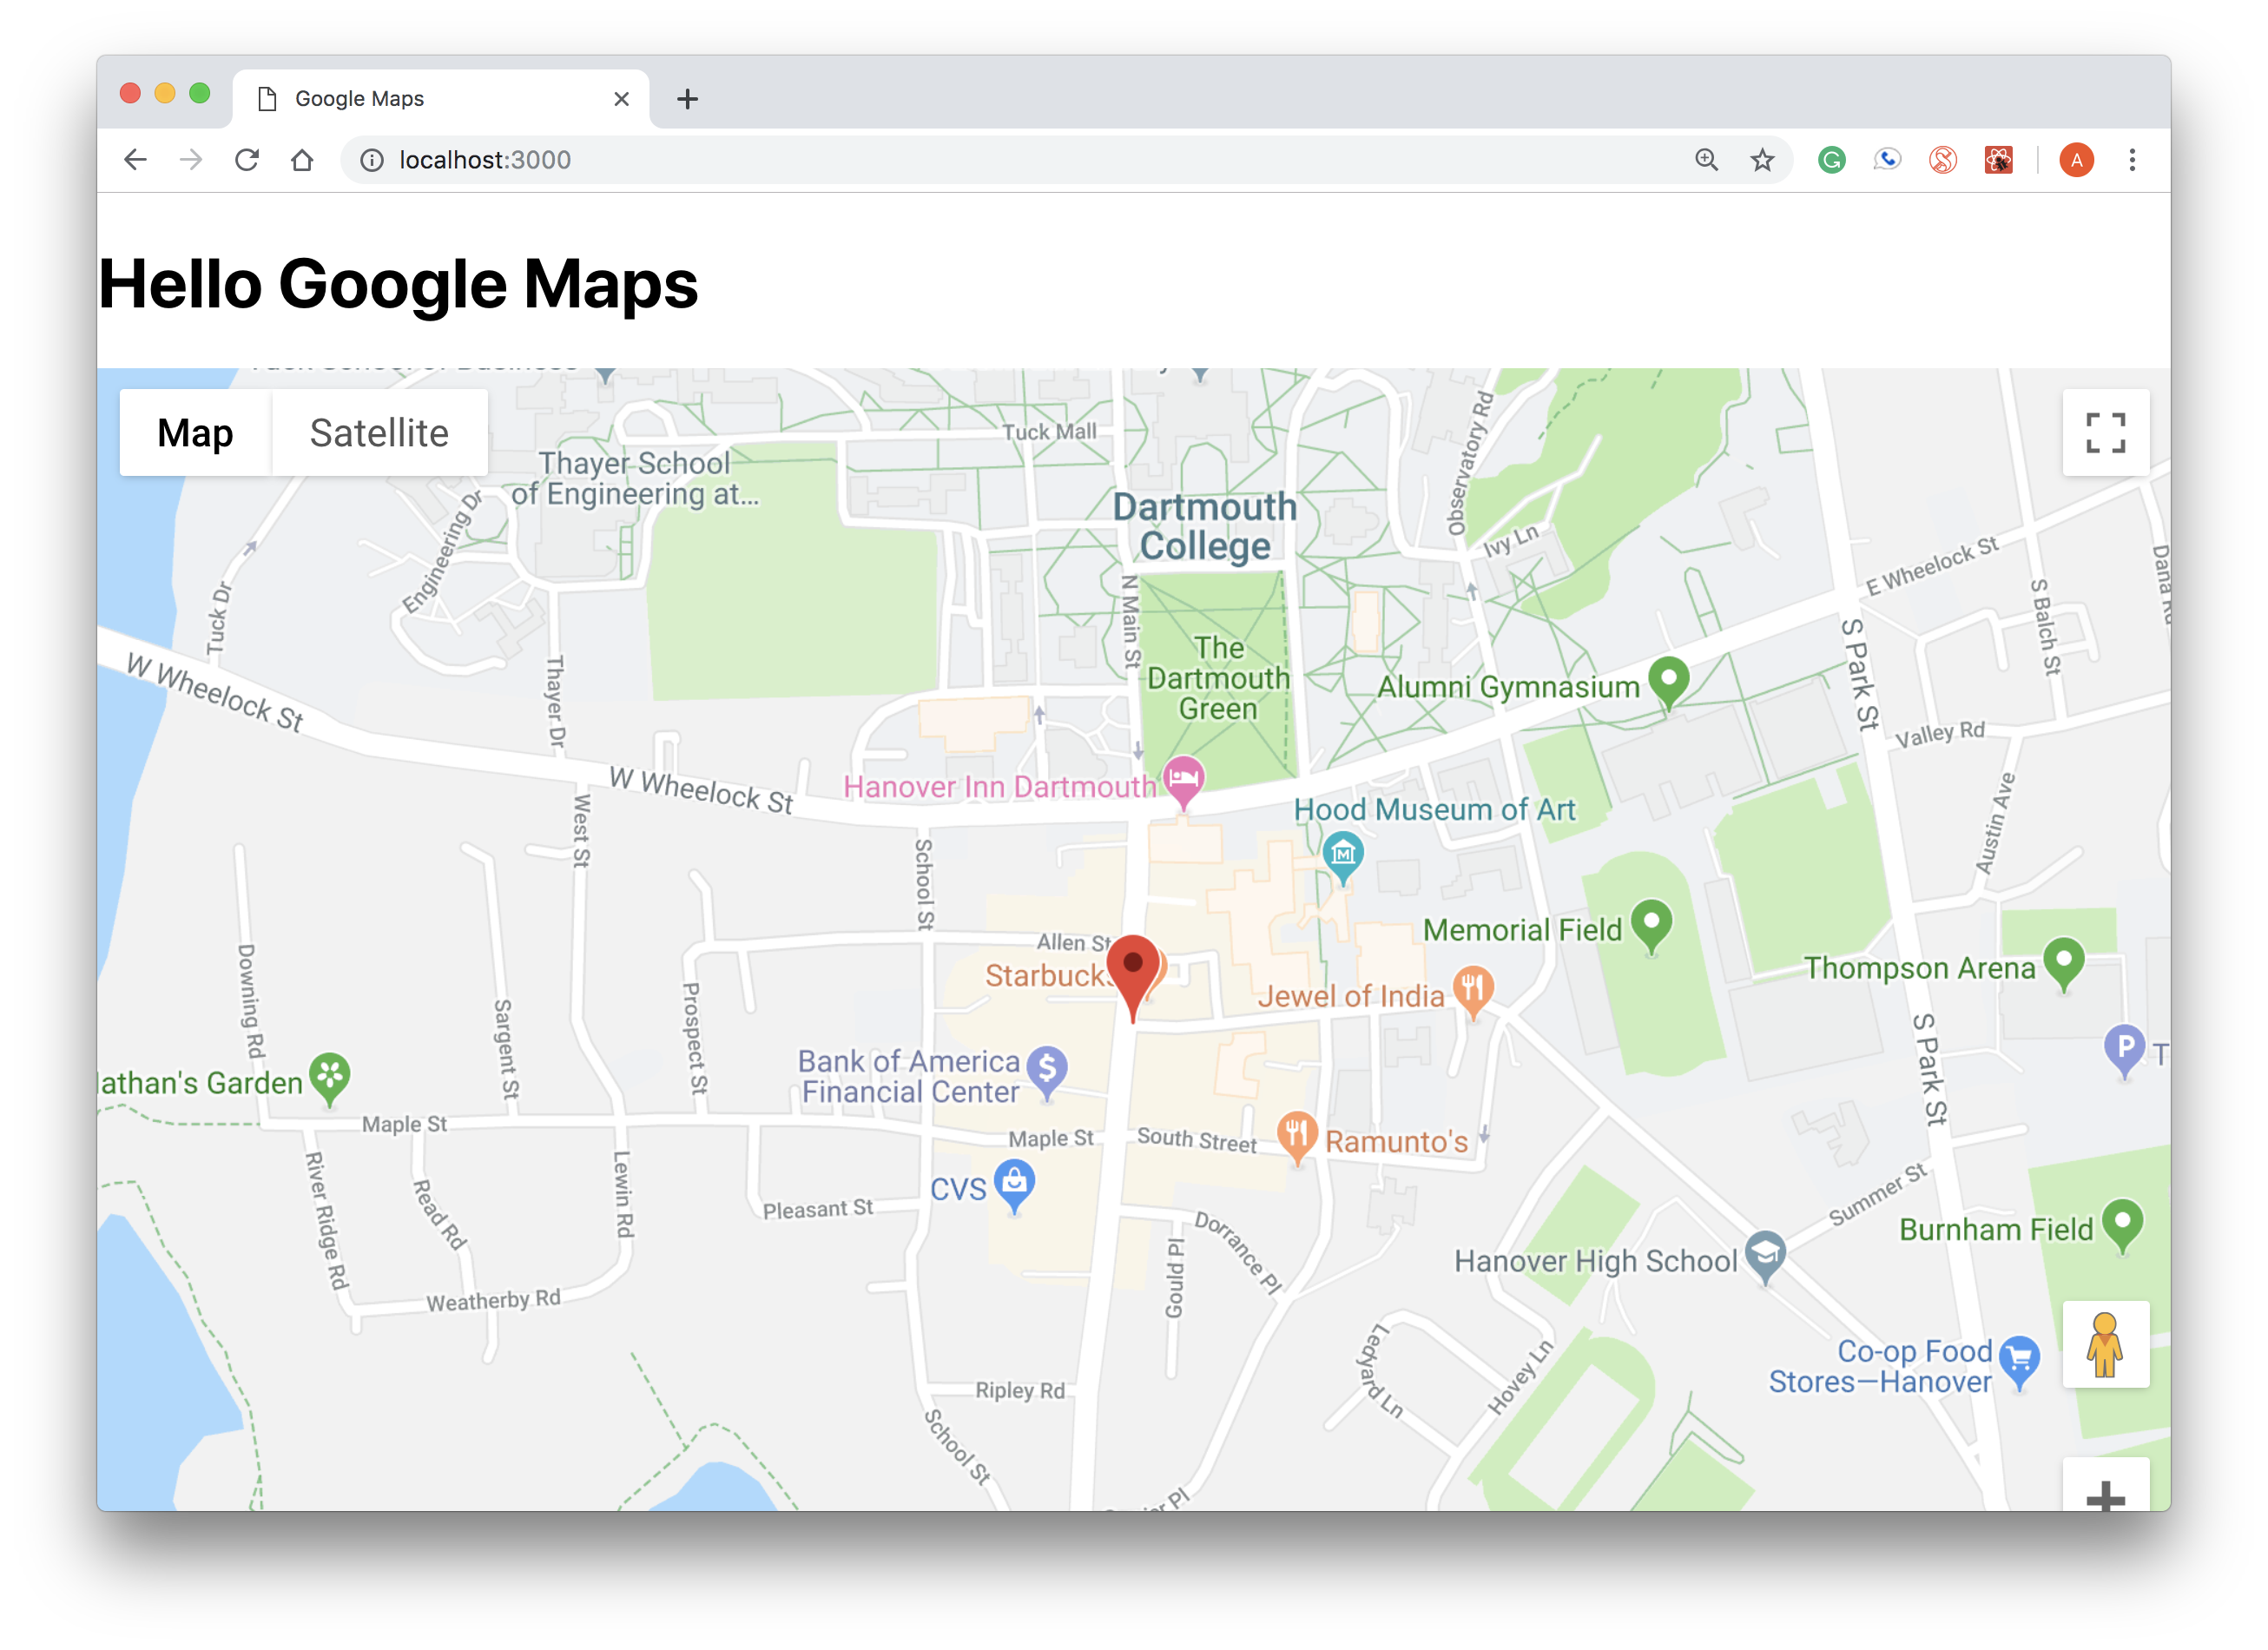 Google Maps
localhost:3000
A
Hello Google Maps
Map
Satellite
Tuck Mall
Thayer School
of Engineering at...
Dartmouth
College
Observatory Rd
Ivy Ln
Engineering Dr
Tuck Dr
E Wheelock St
S Balch St
N Main St
The
Dartmouth
Green
Alumni Gymnasium
S Park St
W Wheelock St
Thayer Dr
Valley Rd
W Wheelock St
Hanover Inn Dartmouth
Hood Museum of Art
M
West St
School St
Austin Ave
Memorial Field
Allen St
Starbucks
Thompson Arena
Jewel of India
Downing Rd
Sargent St
Prospect St
S Park St
Bank of America
Financial Center
$
P
T
athan's Garden
Maple St
Maple St
South Street
Ramunto's
River Ridge Rd
Read Rd
Lewin Rd
CVS
Pleasant St
Dorrance Pl
Gould Pl
Summer St
Burnham Field
Hanover High School
Weatherby Rd
Ledyard Ln
Hovey Ln
Co-op Food
Stores—Hanover
Ripley Rd
School St
Pl